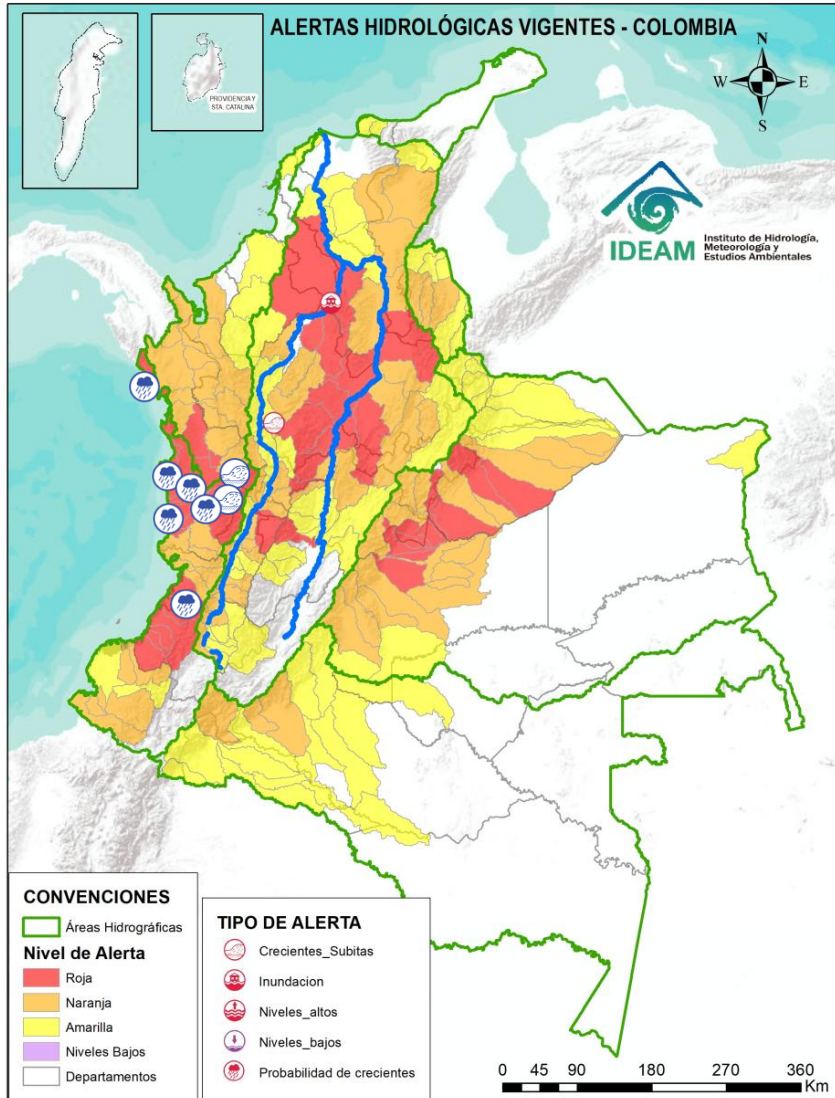 ALERTAS HIDROLÓGICAS VIGENTES - COLOMBIA
PROVIDENCIA Y
STA. CATALINA
N
W
E
S
IDEAM
Instituto de Hidrología,
Meteorología y
Estudios Ambientales
CONVENCIONES
Áreas Hidrográficas
Nivel de Alerta
Roja
Naranja
Amarilla
Niveles Bajos
Departamentos
TIPO DE ALERTA
Crecientes_Subitas
Inundacion
Niveles_altos
Niveles_bajos
Probabilidad de crecientes
0 45 90 180 270 360
Km